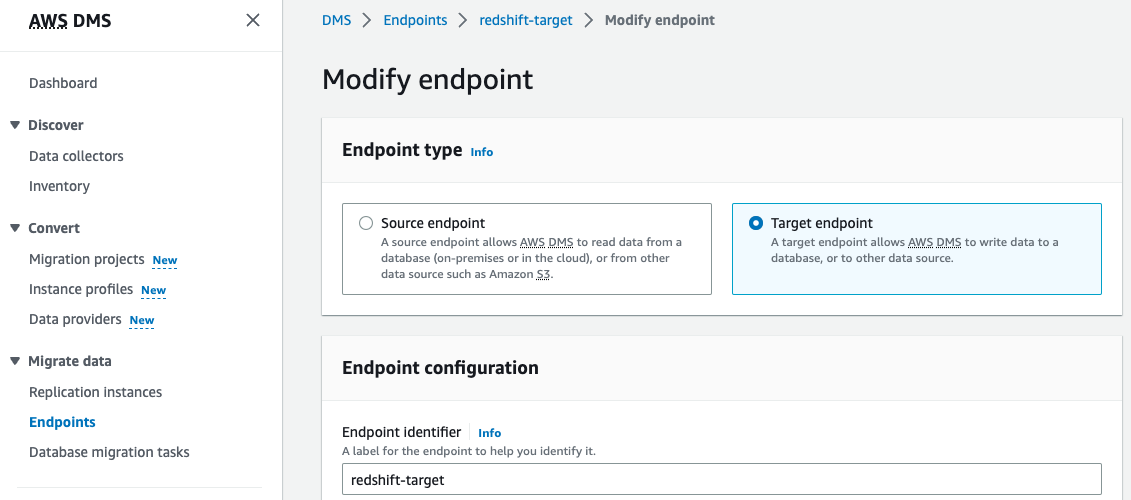 AWS DMS
Dashboard
Discover
Data collectors
Inventory
Convert
Migration projects New
Instance profiles New
Data providers New
Migrate data
Replication instances
Endpoints
Database migration tasks
DMS > Endpoints > redshift-target > Modify endpoint
Modify endpoint
Endpoint type Info
Source endpoint
A source endpoint allows AWS DMS to read data from a
database (on-premises or in the cloud), or from other
data source such as Amazon S3.
Target endpoint
A target endpoint allows AWS DMS to write data to a
database, or to other data source.
Endpoint configuration
Endpoint identifier Info
A label for the endpoint to help you identify it.
redshift-target